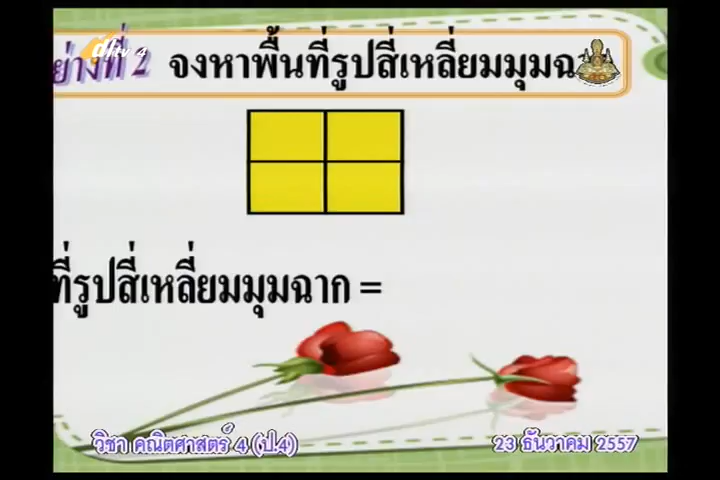 dltv 4
ย่างที่ 2 จงหาพื้นที่รูปสี่เหลี่ยมมุมฉ
ที่รูปสี่เหลี่ยมมุมฉาก =
วิชา คณิตศาสตร์ 4 (ป.4)
23 ธันวาคม 2557